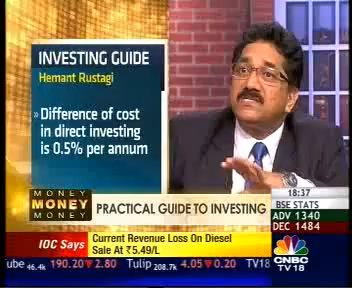 INVESTING GUIDE
Hemant Rustagi
» Difference of cost
in direct investing
is 0.5% per annum
MONEY
MONEY
MONEY
PRACTICAL GUIDE TO INVESTING
18:37
BSE STATS
ADV 1340
DEC 1484
IOC Says
Current Revenue Loss On Diesel
Sale At ₹5.49/L
Tube 46.4k 190.20 ▼2.80 Tulip 208.7k 4.05 ▼0.20 TV18
CNBC
TV18